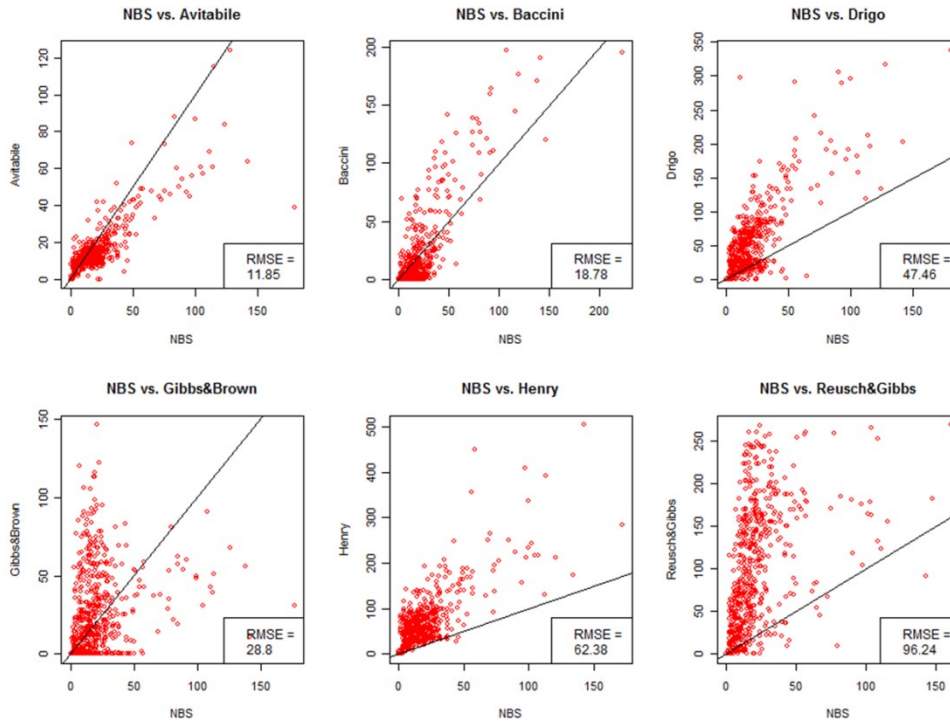 NBS vs. Avitabile
NBS vs. Baccini
NBS vs. Drigo
Avitabile
0 20 40 60 80 100 120
RMSE =
11.85
0 50 100 150
NBS
Baccini
0 50 100 150 200
RMSE =
18.78
0 50 100 150 200
NBS
Drigo
0 50 100 150 200 250 300 350
RMSE =
47.46
0 50 100 150
NBS
NBS vs. Gibbs&Brown
NBS vs. Henry
NBS vs. Reusch&Gibbs
Gibbs&Brown
0 50 100 150
RMSE =
28.8
0 50 100 150
NBS
Henry
0 100 200 300 400 500
RMSE =
62.38
0 50 100 150
NBS
Reusch&Gibbs
0 50 100 150 200 250
RMSE =
96.24
0 50 100 150
NBS